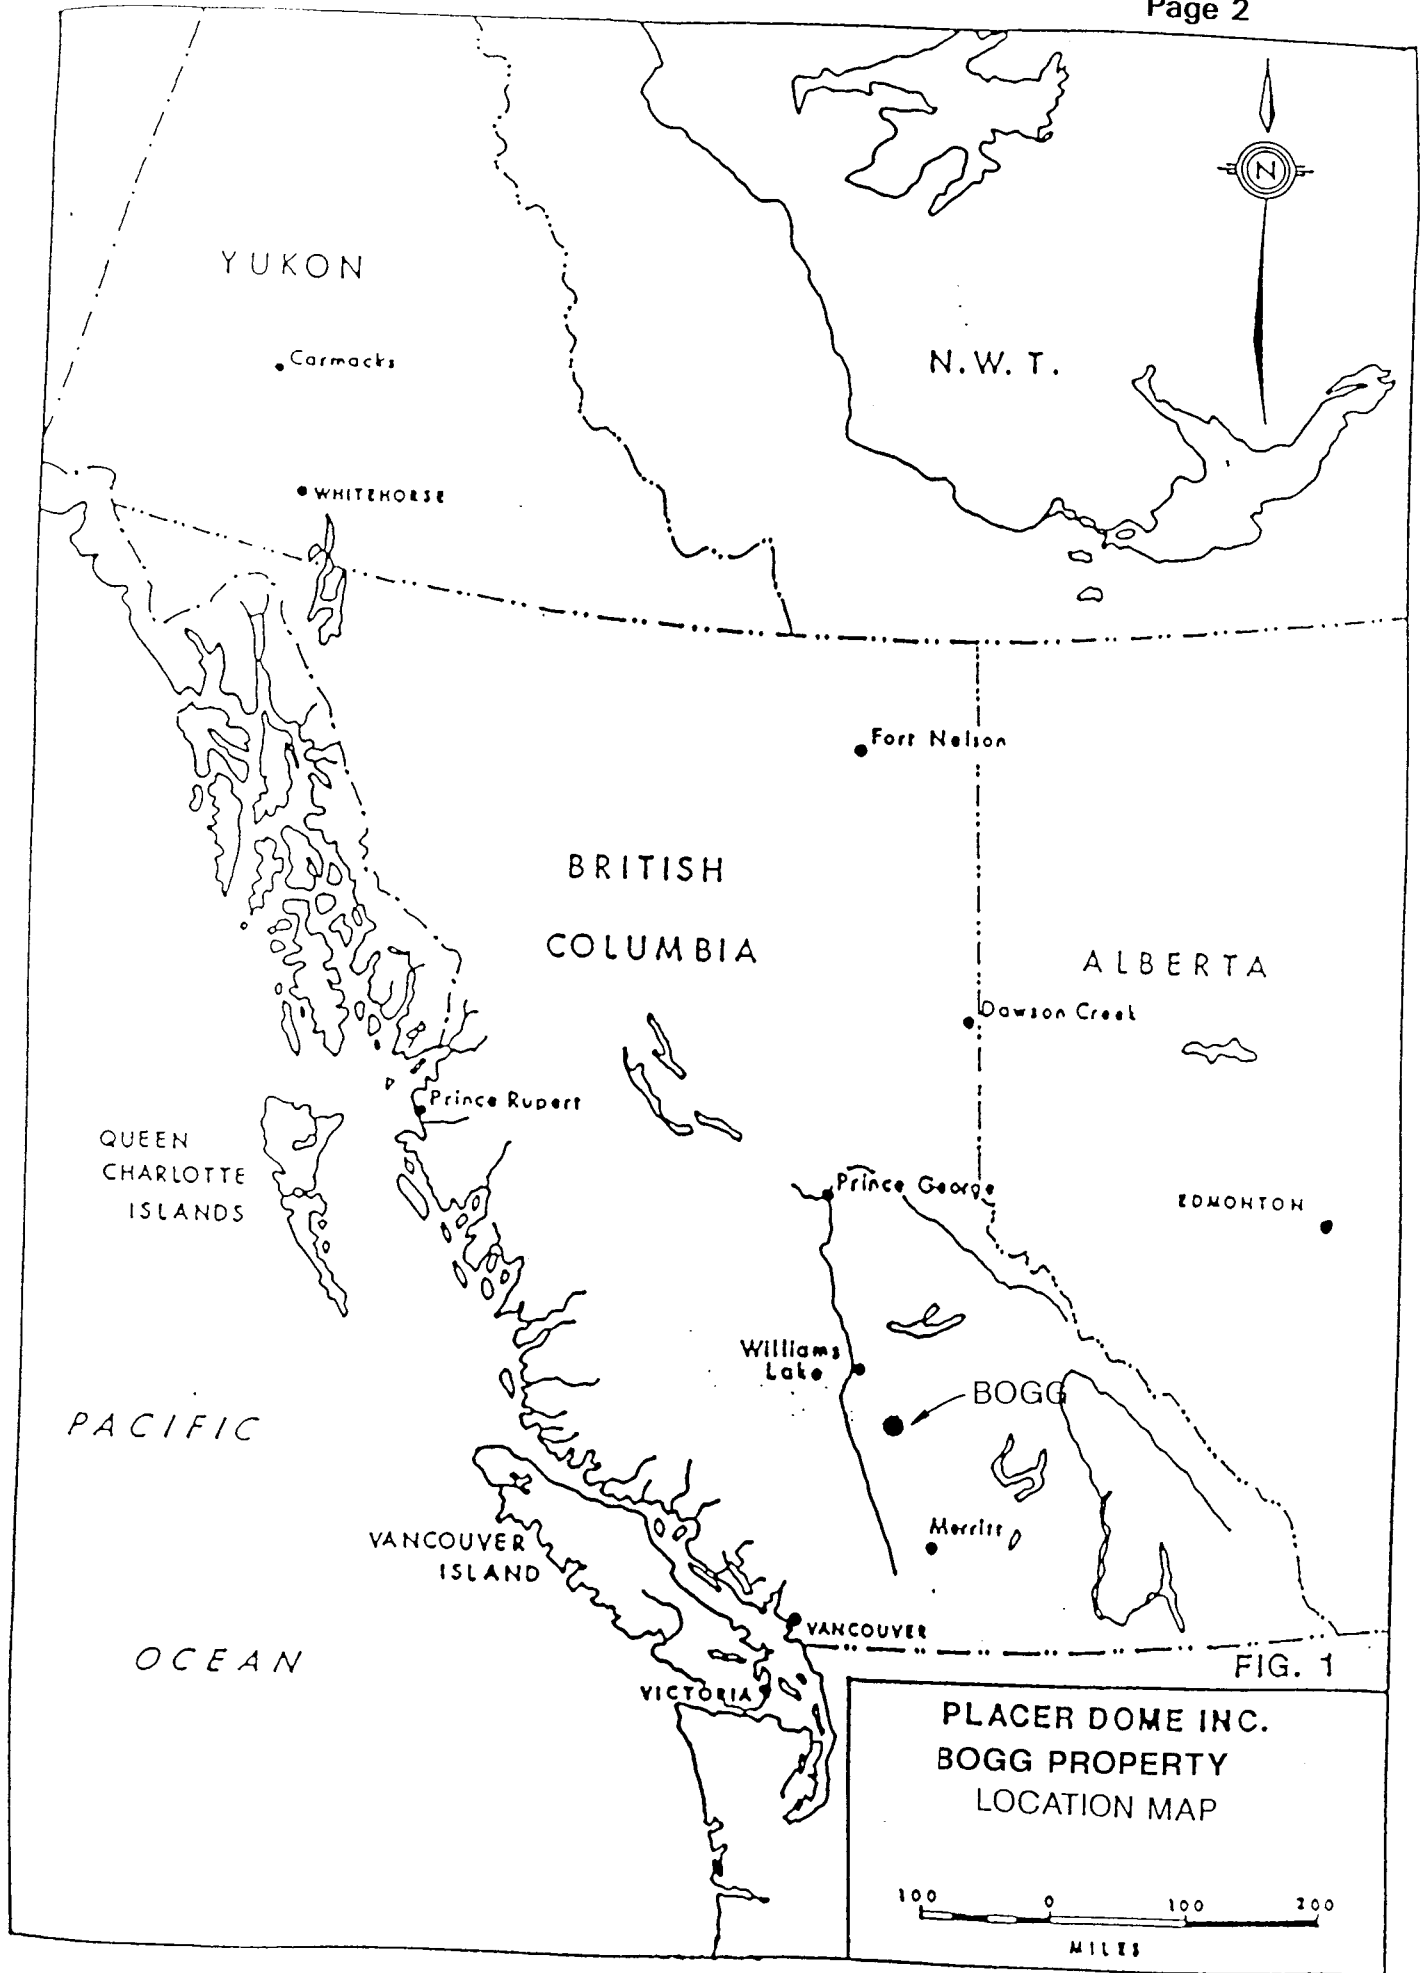 Page 2
N
YUKON
Carmacks
N.W.T.
WHITEHORSE
Fort Nelson
BRITISH
COLUMBIA
ALBERTA
Dawson Creek
Prince Rupert
QUEEN
CHARLOTTE
ISLANDS
Prince George
EDMONTON
Williams
Lake
BOGG
PACIFIC
VANCOUVER
ISLAND
Merritt
VANCOUVER
OCEAN
VICTORIA
FIG. 1
PLACER DOME INC.
BOGG PROPERTY
LOCATION MAP
100 0 100 200
MILES